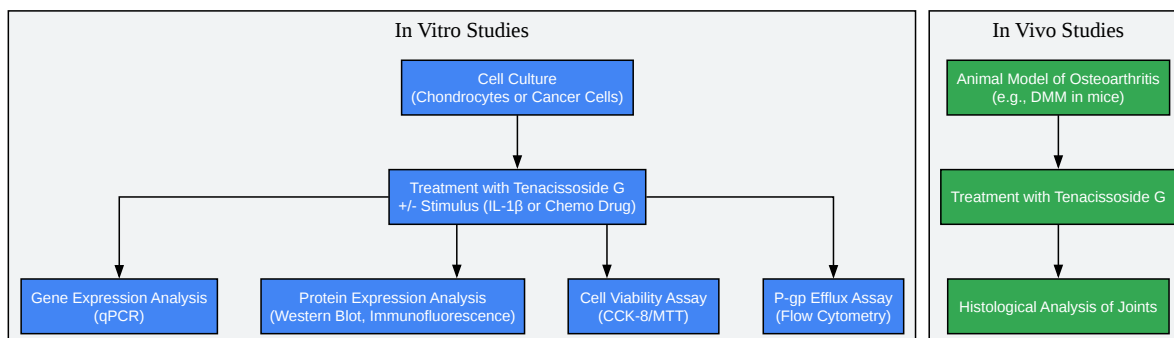 In Vitro Studies
Cell Culture
(Chondrocytes or Cancer Cells)
Treatment with Tenacissoside G
+/- Stimulus (IL-1β or Chemo Drug)
Gene Expression Analysis
(qPCR)
Protein Expression Analysis
(Western Blot, Immunofluorescence)
Cell Viability Assay
(CCK-8/MTT)
P-gp Efflux Assay
(Flow Cytometry)
In Vivo Studies
Animal Model of Osteoarthritis
(e.g., DMM in mice)
Treatment with Tenacissoside G
Histological Analysis of Joints